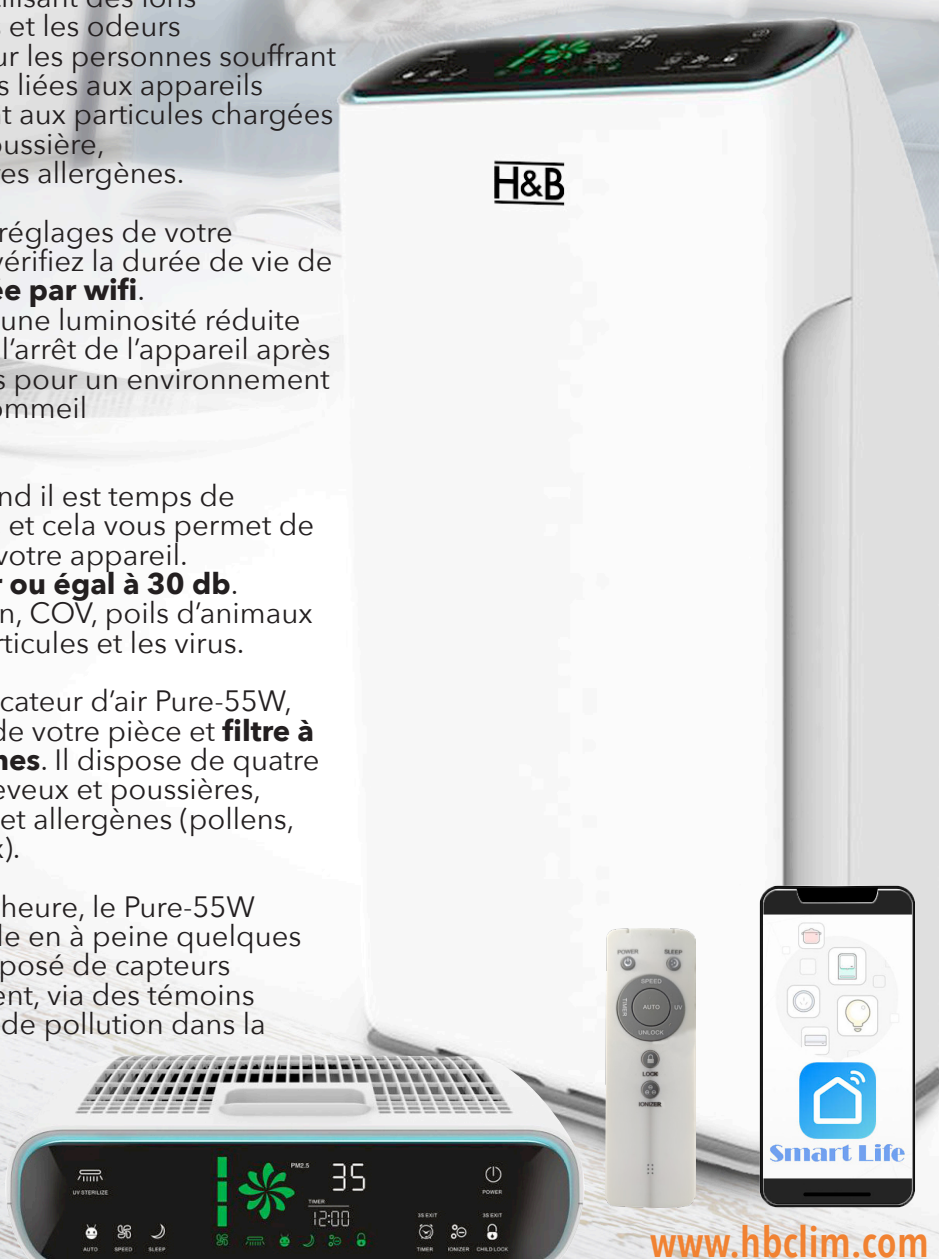 s et les odeurs
ur les personnes souffrant
s liées aux appareils
nt aux particules chargées
oussière,
res allergènes.
réglages de votre
vérifiez la durée de vie de
ée par wifi.
une luminosité réduite
l'arrêt de l'appareil après
s pour un environnement
ommeil
nd il est temps de
et cela vous permet de
votre appareil.
r ou égal à 30 db.
n, COV, poils d'animaux
rticules et les virus.
cateur d'air Pure-55W,
de votre pièce et filtre à
nes. Il dispose de quatre
eveux et poussières,
et allergènes (pollens,
x).
heure, le Pure-55W
le en à peine quelques
posé de capteurs
ent, via des témoins
de pollution dans la
H&B
POWER SLEEP
SPEED
TIMER AUTO UV
UNLOCK
LOCK
IONIZER
Smart Life
UV STERILIZE
PM2.5
35
TIMER
12:00
POWER
3S EXIT 3S EXIT
AUTO SPEED SLEEP
TIMER IONIZER CHILD LOCK
www.hbclim.com